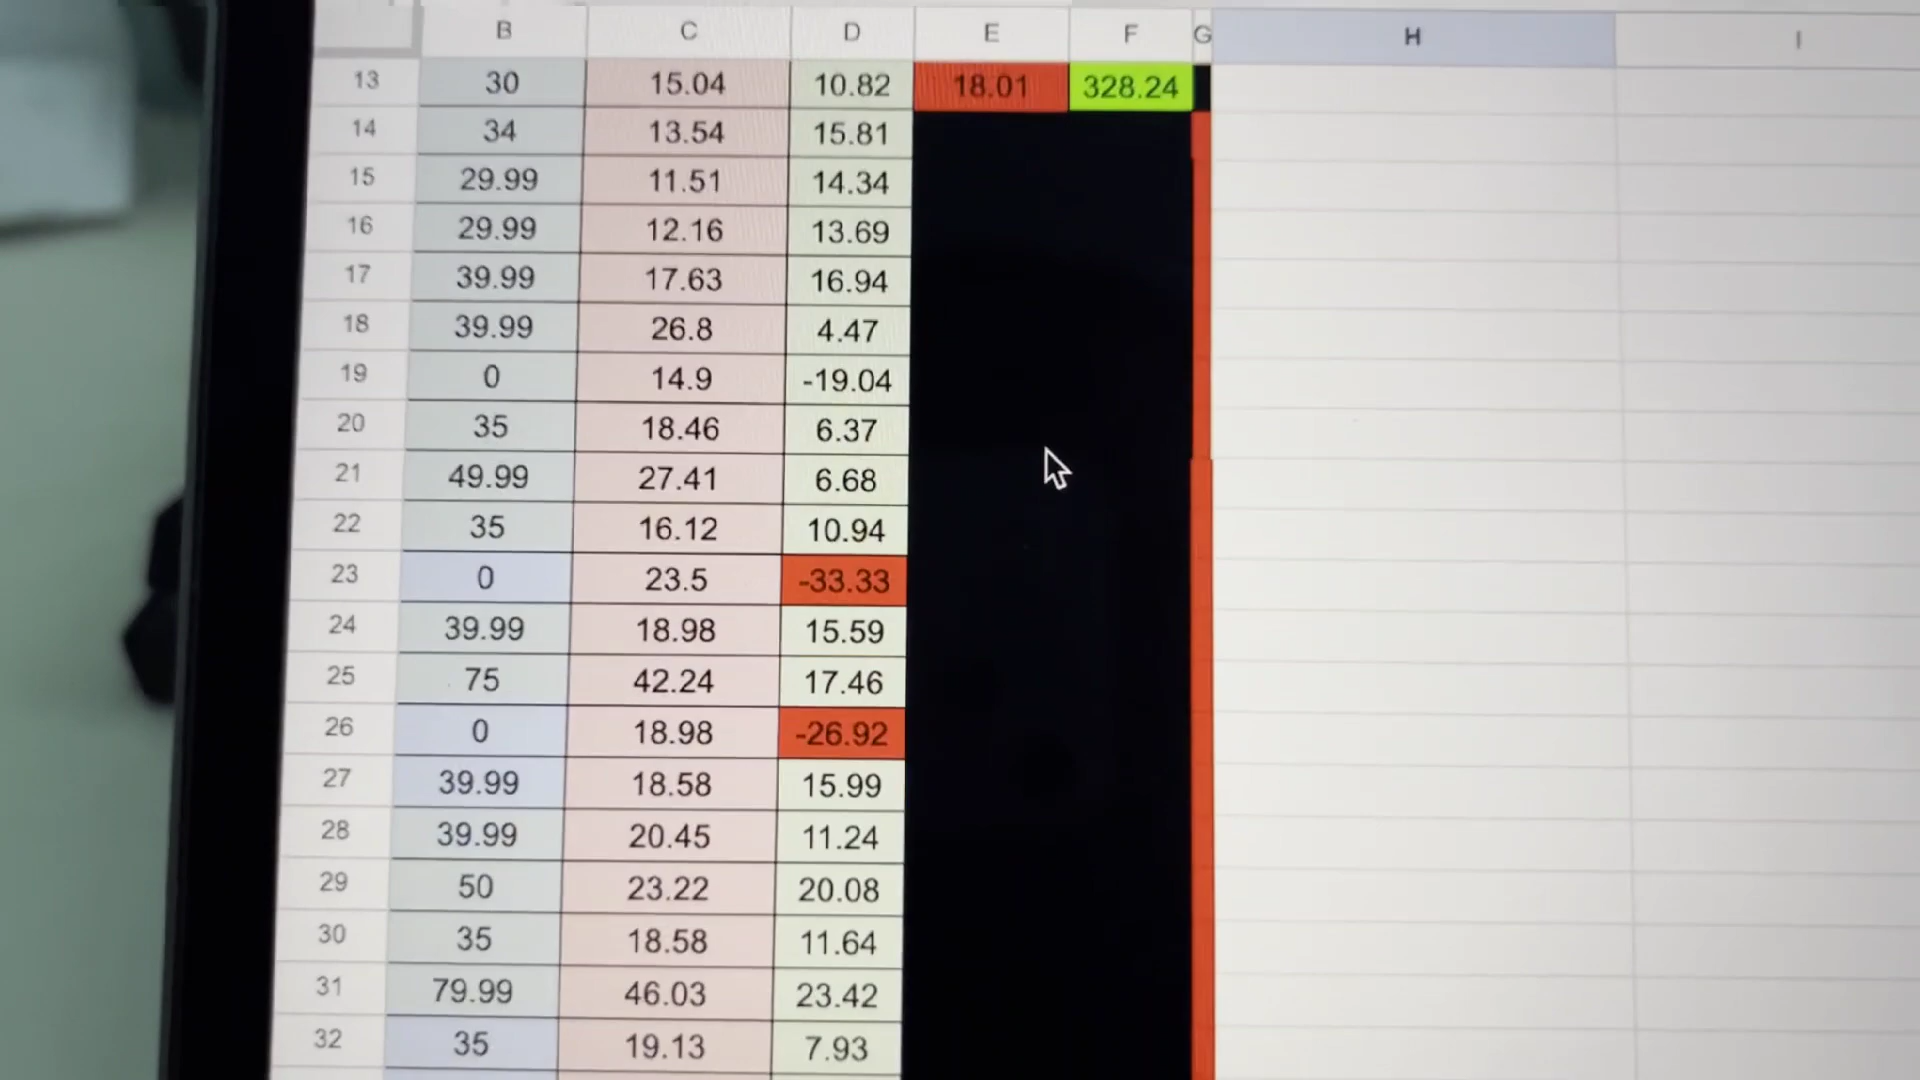 B C D E F G H I
13 30 15.04 10.82 18.01 328.24
14 34 13.54 15.81
15 29.99 11.51 14.34
16 29.99 12.16 13.69
17 39.99 17.63 16.94
18 39.99 26.8 4.47
19 0 14.9 -19.04
20 35 18.46 6.37
21 49.99 27.41 6.68
22 35 16.12 10.94
23 0 23.5 -33.33
24 39.99 18.98 15.59
25 75 42.24 17.46
26 0 18.98 -26.92
27 39.99 18.58 15.99
28 39.99 20.45 11.24
29 50 23.22 20.08
30 35 18.58 11.64
31 79.99 46.03 23.42
32 35 19.13 7.93